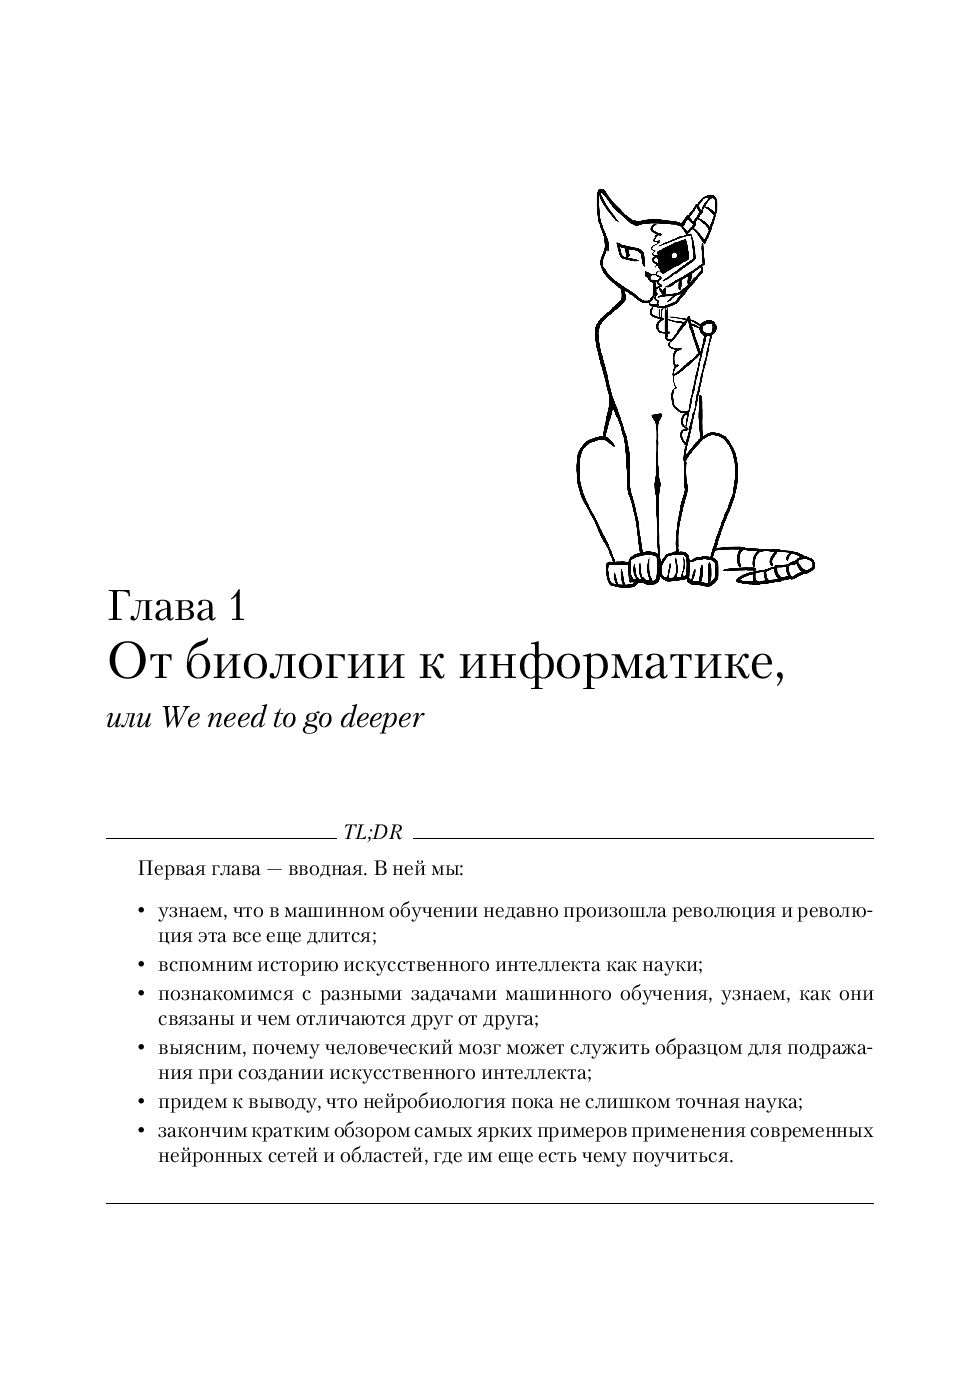 Глава 1
От биологии к информатике,
или We need to go deeper
TL;DR
Первая глава — вводная. В ней мы:
• узнаем, что в машинном обучении недавно произошла революция и револю-
ция эта все еще длится;
• вспомним историю искусственного интеллекта как науки;
• познакомимся с разными задачами машинного обучения, узнаем, как они
связаны и чем отличаются друг от друга;
• выясним, почему человеческий мозг может служить образцом для подража-
ния при создании искусственного интеллекта;
• придем к выводу, что нейробиология пока не слишком точная наука;
• закончим кратким обзором самых ярких примеров применения современных
нейронных сетей и областей, где им еще есть чему поучиться.